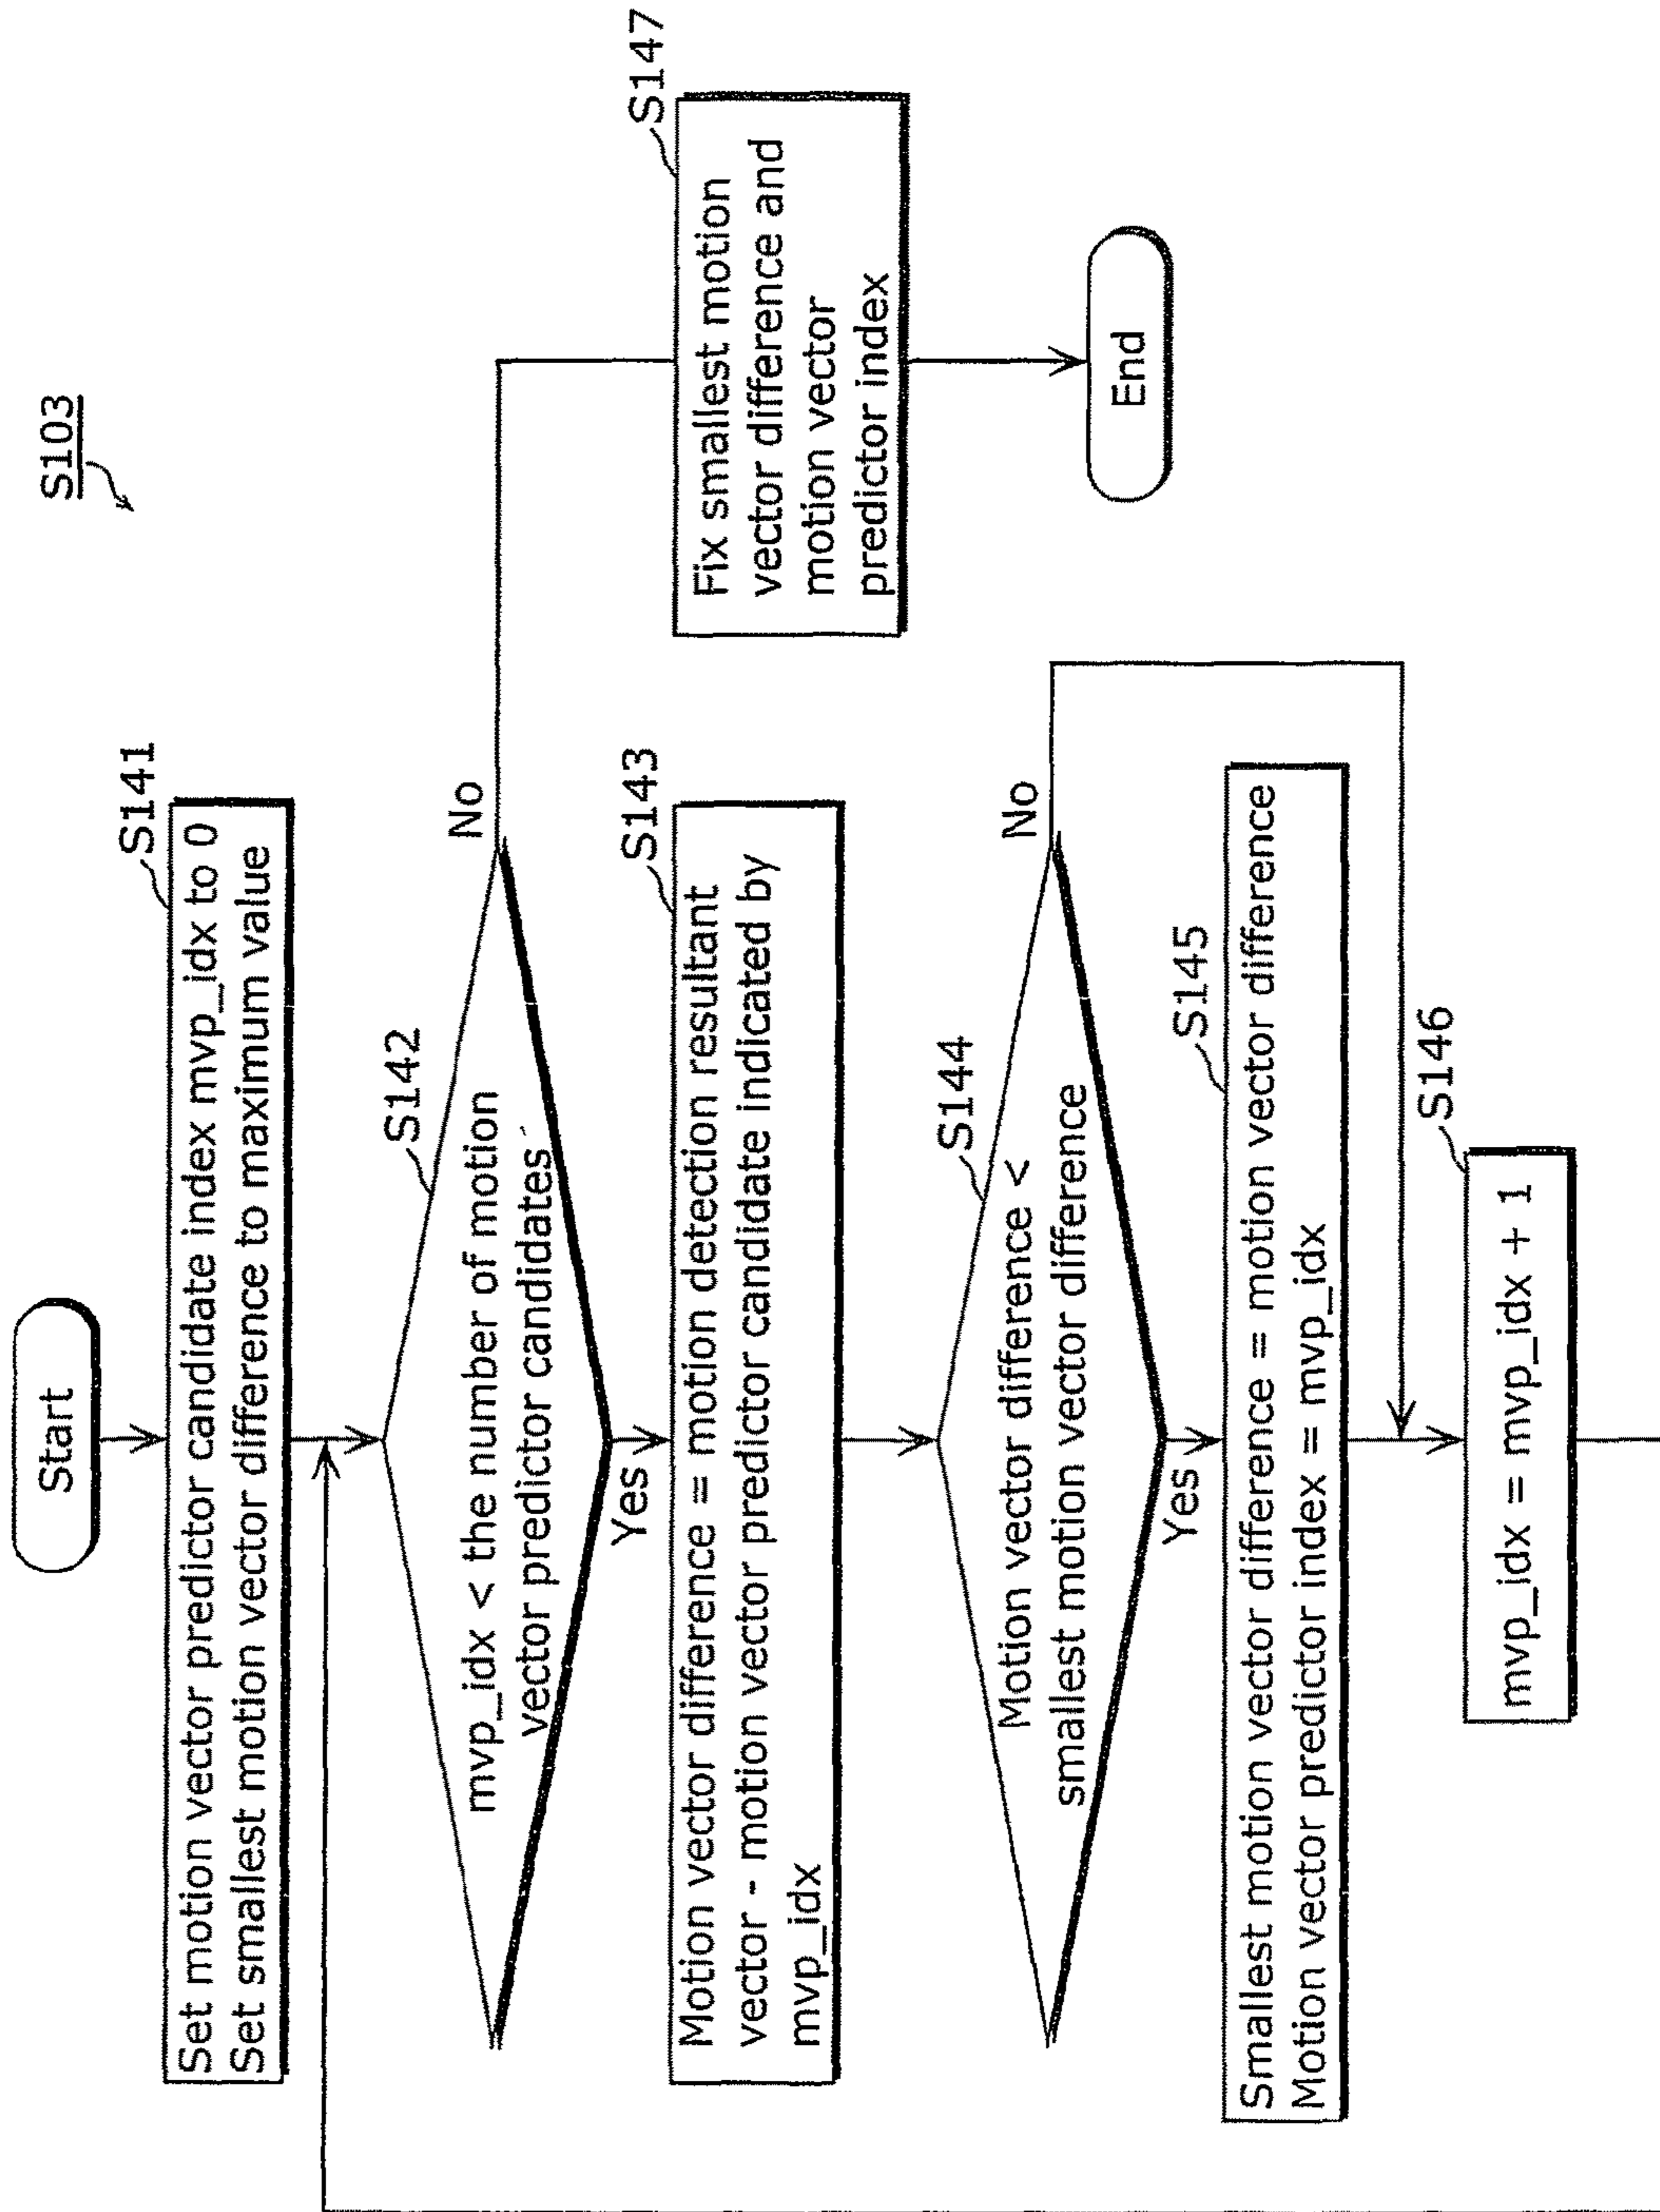 S103
Start
S141
Set motion vector predictor candidate index mvp_idx to 0
Set smallest motion vector difference to maximum value
S142
mvp_idx < the number of motion
vector predictor candidates
No
Yes
S143
Motion vector difference = motion detection resultant
vector - motion vector predictor candidate indicated by
mvp_idx
S144
Motion vector difference <
smallest motion vector difference
No
Yes
S145
Smallest motion vector difference = motion vector difference
Motion vector predictor index = mvp_idx
S146
mvp_idx = mvp_idx + 1
S147
Fix smallest motion
vector difference and
motion vector
predictor index
End